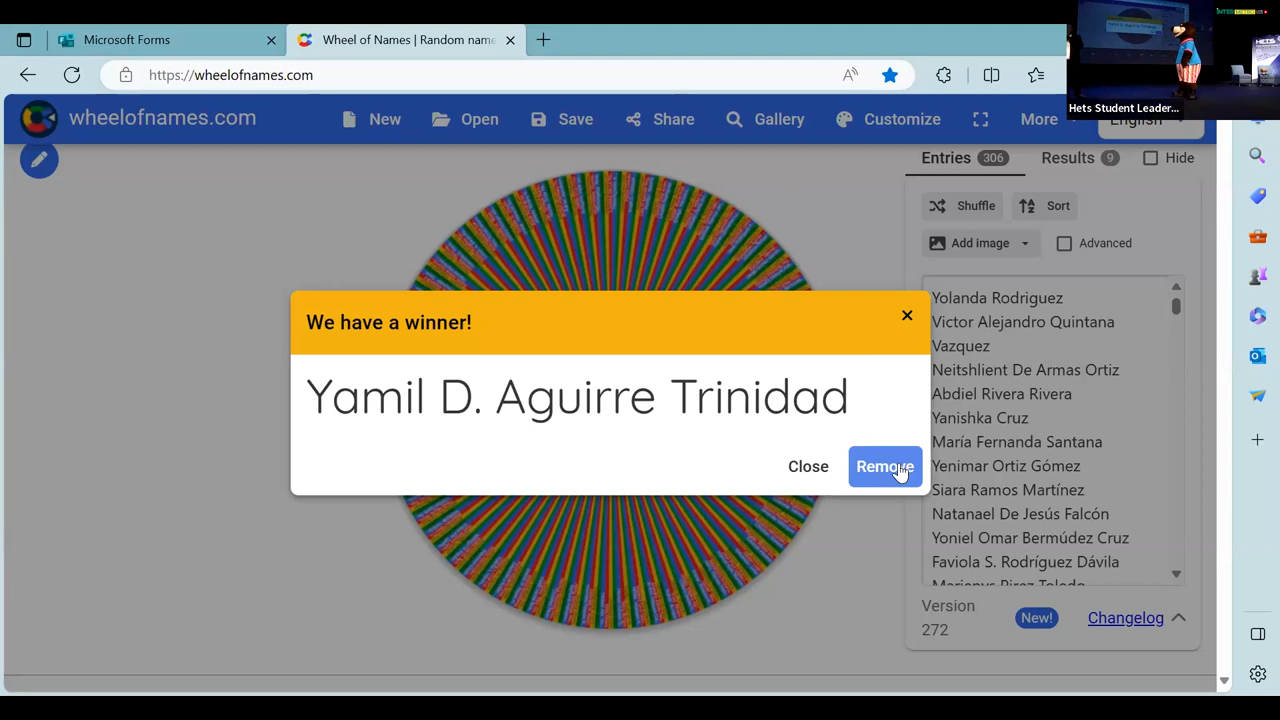 Microsoft Forms
Wheel of Names | Random name
https://wheelofnames.com
Hets Student Leader...
wheelofnames.com
New
Open
Save
Share
Gallery
Customize
More
English
Entries 306
Results 9
Hide
Shuffle
Sort
Add image
Advanced
We have a winner!
Yamil D. Aguirre Trinidad
Close
Remove
Yolanda Rodriguez
Victor Alejandro Quintana
Vazquez
Neitshlient De Armas Ortiz
Abdiel Rivera Rivera
Yanishka Cruz
María Fernanda Santana
Yenimar Ortiz Gómez
Siara Ramos Martínez
Natanael De Jesús Falcón
Yoniel Omar Bermúdez Cruz
Faviola S. Rodríguez Dávila
Version
272
New!
Changelog